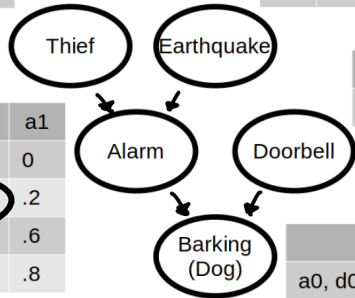 Thief
Earthquake
a1
Alarm
Doorbell
0
.2
.6
.8
Barking
(Dog)
a0, d0